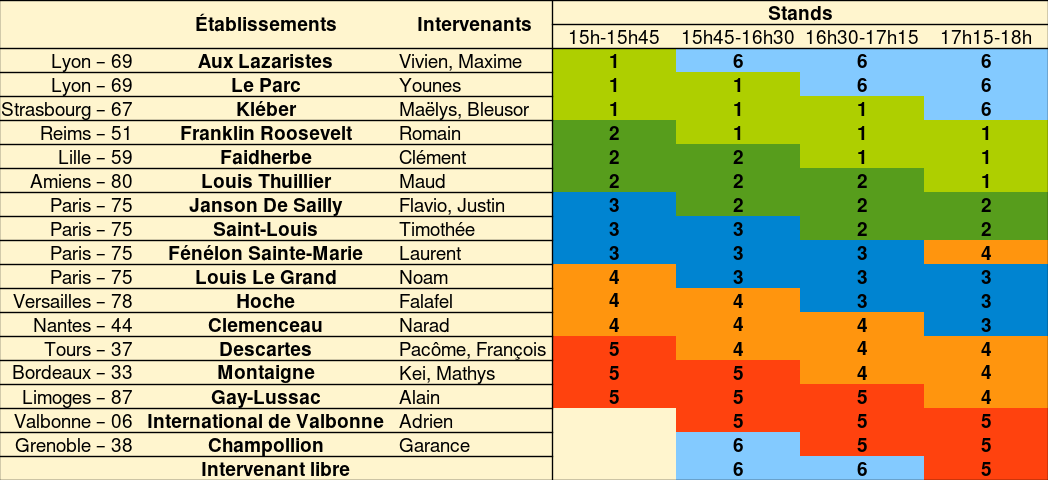 Établissements Intervenants Stands
15h-15h45 15h45-16h30 16h30-17h15 17h15-18h
Lyon – 69 Aux Lazaristes Vivien, Maxime 1 6 6 6
Lyon – 69 Le Parc Younes 1 1 6 6
Strasbourg – 67 Kléber Maëlys, Bleusor 1 1 1 6
Reims – 51 Franklin Roosevelt Romain 2 1 1 1
Lille – 59 Faidherbe Clément 2 2 1 1
Amiens – 80 Louis Thuillier Maud 2 2 2 1
Paris – 75 Janson De Sailly Flavio, Justin 3 2 2 2
Paris – 75 Saint-Louis Timothée 3 3 2 2
Paris – 75 Fénélon Sainte-Marie Laurent 3 3 3 4
Paris – 75 Louis Le Grand Noam 4 3 3 3
Versailles – 78 Hoche Falafel 4 4 3 3
Nantes – 44 Clemenceau Narad 4 4 4 3
Tours – 37 Descartes Pacôme, François 5 4 4 4
Bordeaux – 33 Montaigne Kei, Mathys 5 5 4 4
Limoges – 87 Gay-Lussac Alain 5 5 5 4
Valbonne – 06 International de Valbonne Adrien 5 5 5
Grenoble – 38 Champollion Garance 6 5 5
Intervenant libre 6 6 5